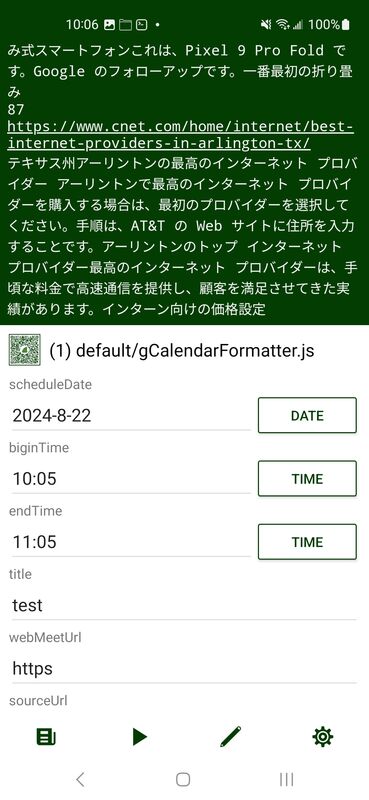 10:06 100%
み式スマートフォンこれは、Pixel 9 Pro Fold で
す。Google のフォローアップです。一番最初の折り畳
み
87
https://www.cnet.com/home/internet/best-
internet-providers-in-arlington-tx/
テキサス州アーリントンの最高のインターネット プロバ
イダー アーリントンで最高のインターネット プロバイ
ダーを購入する場合は、最初のプロバイダーを選択して
ください。手順は、AT&T の Web サイトに住所を入力
することです。アーリントンのトップ インターネット
プロバイダー最高のインターネット プロバイダーは、手
頃な料金で高速通信を提供し、顧客を満足させてきた実
績があります。インターン向けの価格設定
(1) default/gCalendarFormatter.js
scheduleDate
2024-8-22 DATE
biginTime
10:05 TIME
endTime
11:05 TIME
title
test
webMeetUrl
https
sourceUrl